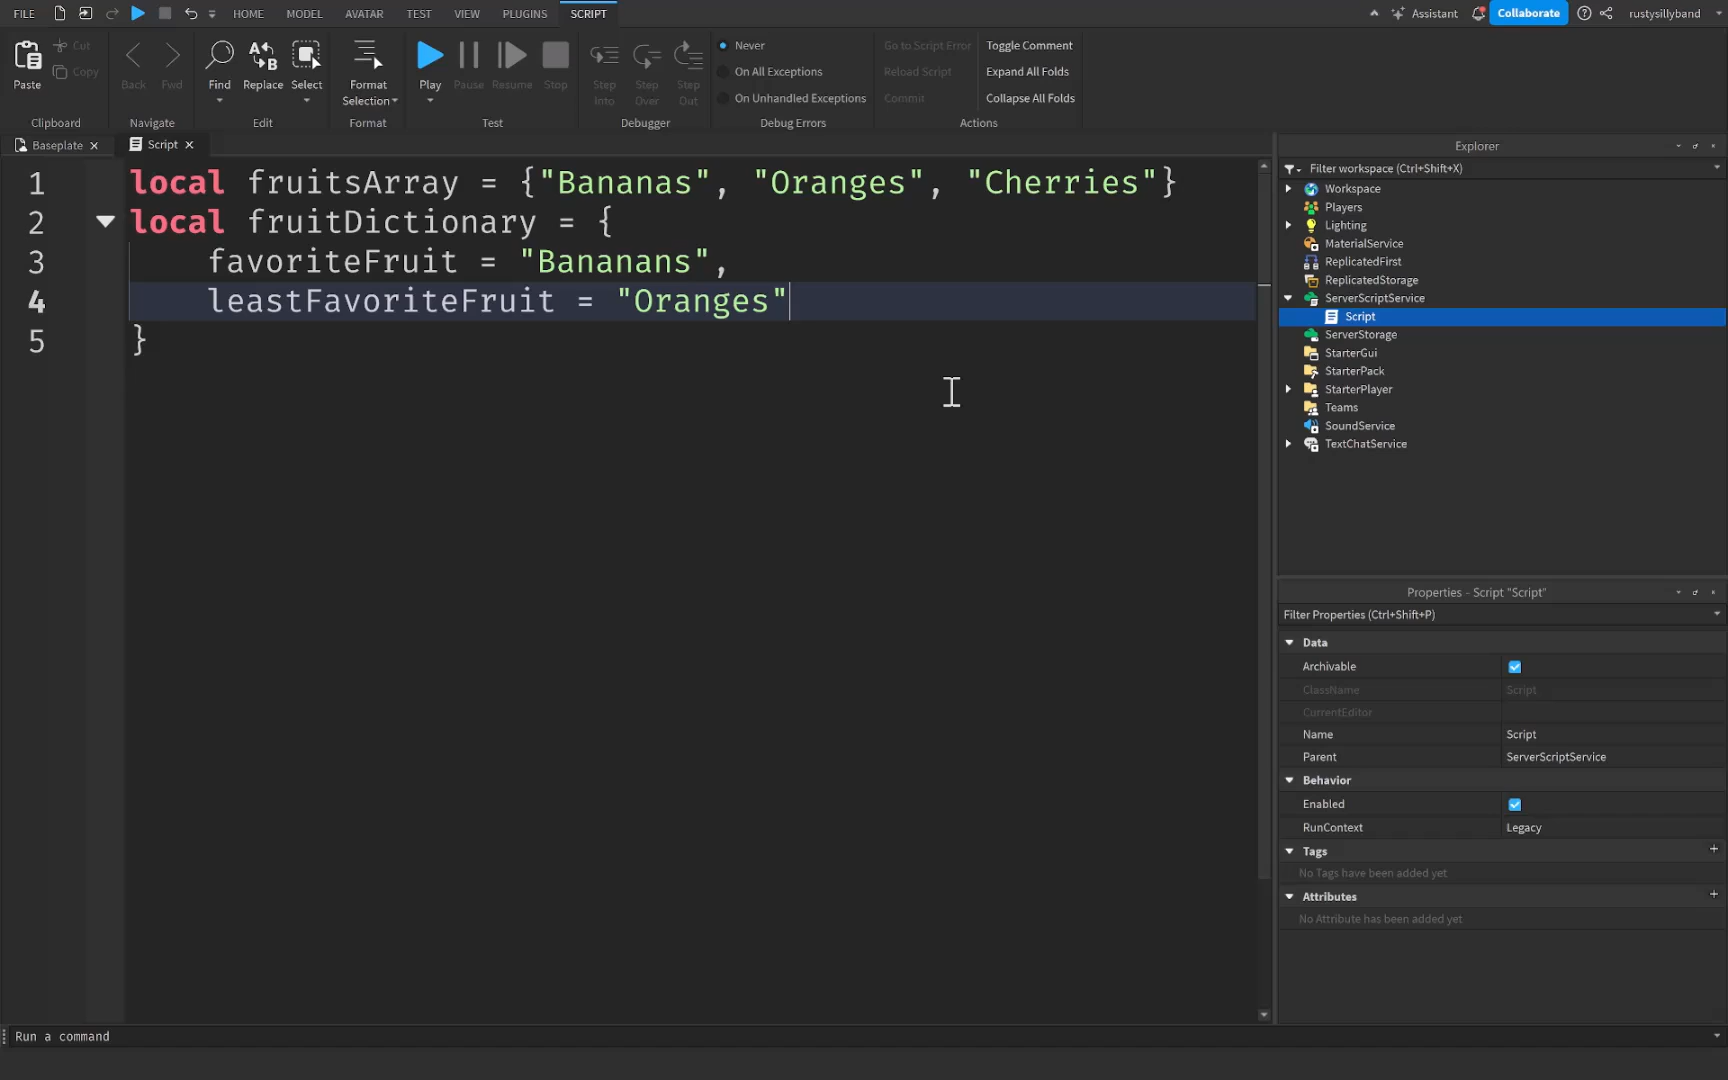 FILE HOME MODEL AVATAR TEST VIEW PLUGINS SCRIPT Assistant Collaborate rustysillyband
Paste Cut Copy
Back Fwd
Find Replace Select
Format Selection
Play Pause Resume Stop
Step Into Step Over Step Out
Never
On All Exceptions
On Unhandled Exceptions
Go to Script Error
Reload Script
Commit
Toggle Comment
Expand All Folds
Collapse All Folds
Clipboard Navigate Edit Format Test Debugger Debug Errors Actions
Baseplate Script
1 local fruitsArray = {"Bananas", "Oranges", "Cherries"}
2 local fruitDictionary = {
3 favoriteFruit = "Bananans",
4 leastFavoriteFruit = "Oranges"
5 }
Explorer
Filter workspace (Ctrl+Shift+X)
Workspace
Players
Lighting
MaterialService
ReplicatedFirst
ReplicatedStorage
ServerScriptService
Script
ServerStorage
StarterGui
StarterPack
StarterPlayer
Teams
SoundService
TextChatService
Properties - Script "Script"
Filter Properties (Ctrl+Shift+P)
Data
Archivable
ClassName Script
CurrentEditor
Name Script
Parent ServerScriptService
Behavior
Enabled
RunContext Legacy
Tags
No Tags have been added yet
Attributes
No Attribute has been added yet
Run a command